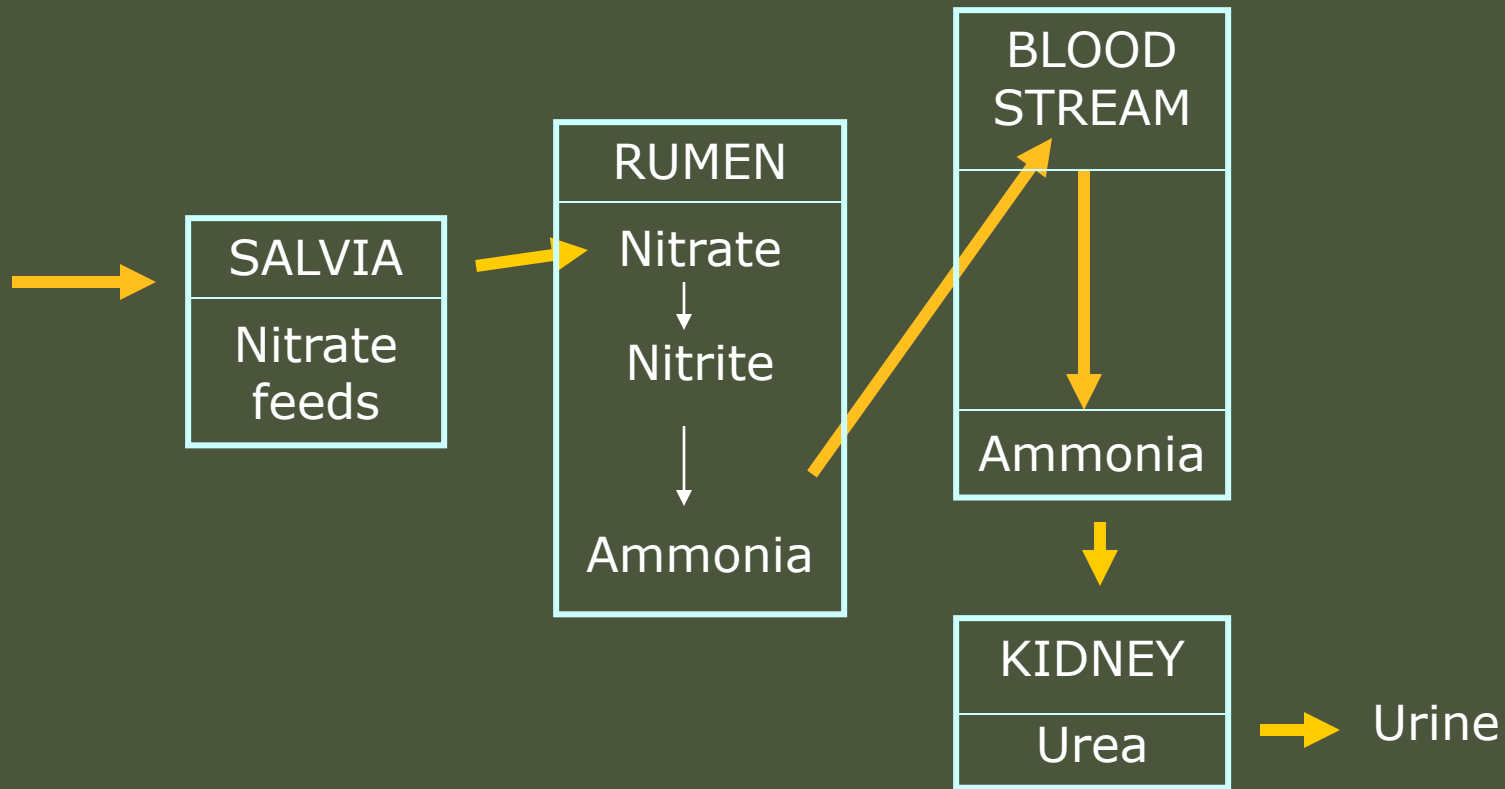 SALVIA
Nitrate
feeds
RUMEN
Nitrate
Nitrite
Ammonia
BLOOD
STREAM
Ammonia
KIDNEY
Urea
Urine